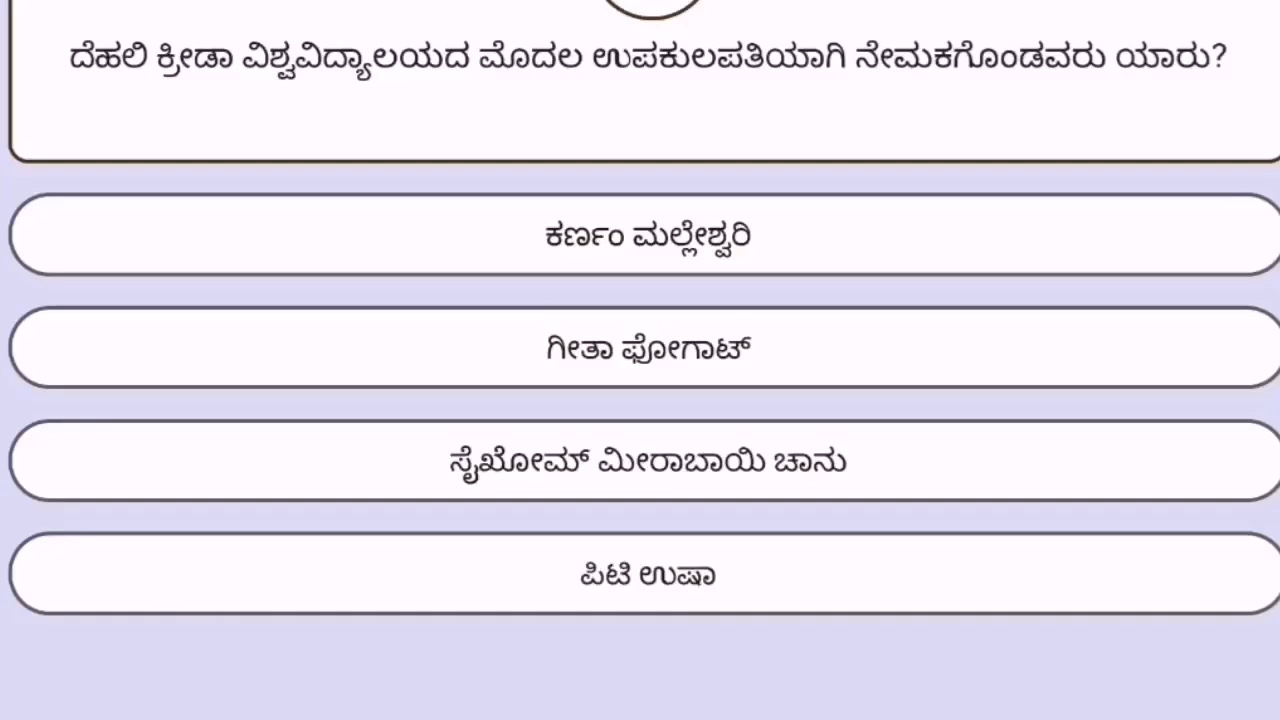 ದೆಹಲಿ ಕ್ರೀಡಾ ವಿಶ್ವವಿದ್ಯಾಲಯದ ಮೊದಲ ಉಪಕುಲಪತಿಯಾಗಿ ನೇಮಕಗೊಂಡವರು ಯಾರು?
ಕರ್ಣಂ ಮಲ್ಲೇಶ್ವರಿ
ಗೀತಾ ಫೋಗಾಟ್
ಸೈಖೋಮ್ ಮೀರಾಬಾಯಿ ಚಾನು
ಪಿಟಿ ಉಷಾ